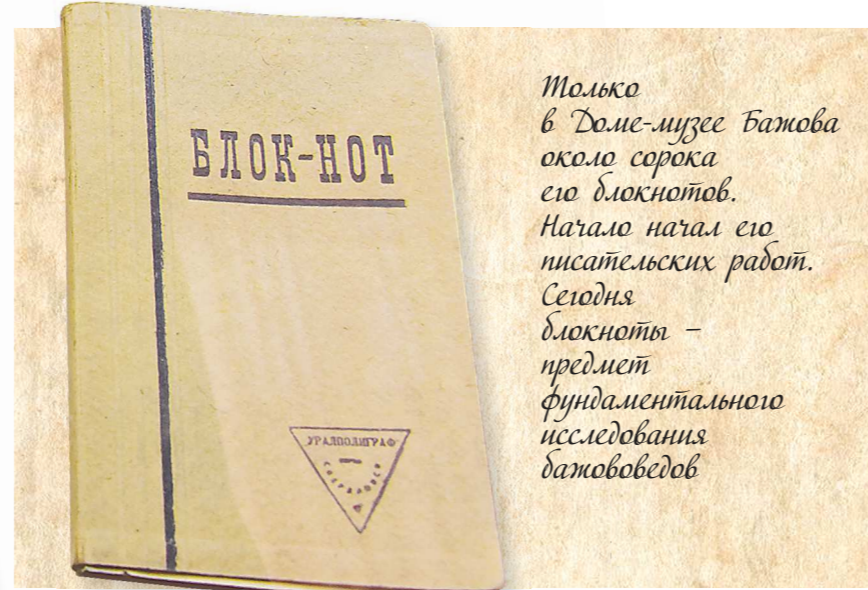 БЛОК-НОТ
УРАЛПОЛИГРАФ
Только
в Доме-музее Бажова
около сорока
его блокнотов.
Начало начал его
писательских работ.
Сегодня
блокноты –
предмет
фундаментального
исследования
бажововедов